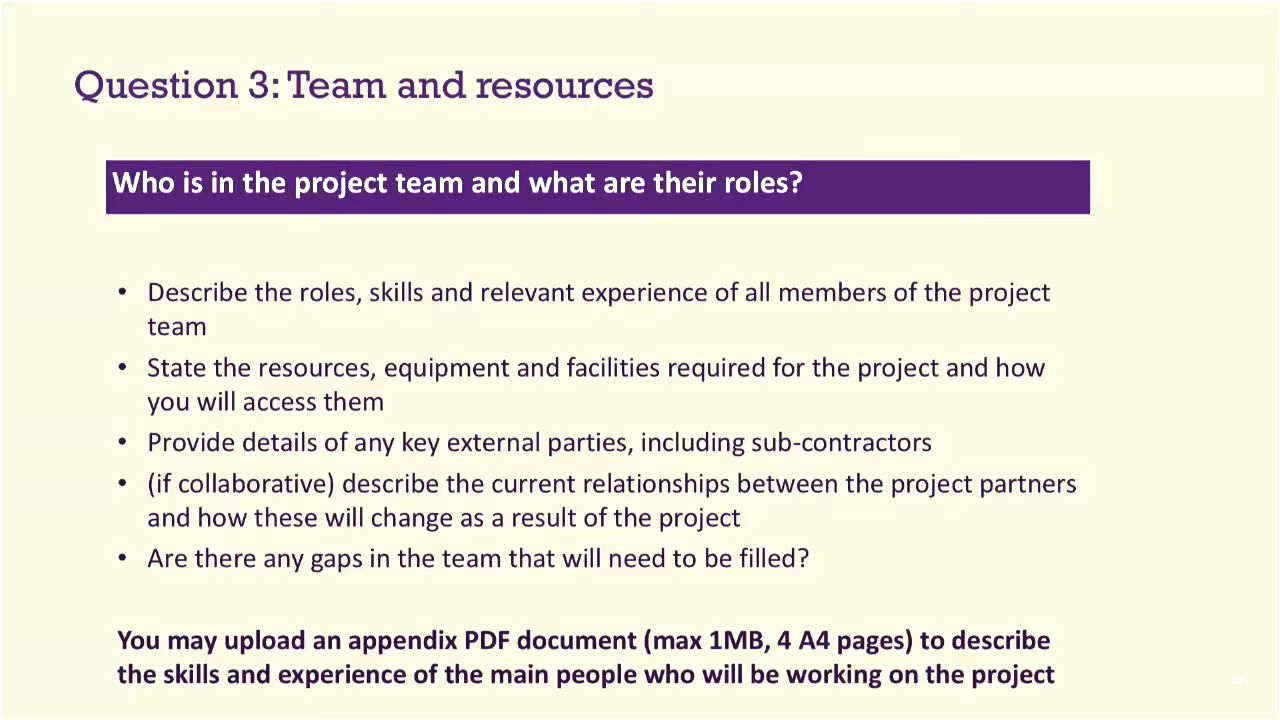 Question 3: Team and resources
Who is in the project team and what are their roles?
• Describe the roles, skills and relevant experience of all members of the project
team
• State the resources, equipment and facilities required for the project and how
you will access them
• Provide details of any key external parties, including sub-contractors
• (if collaborative) describe the current relationships between the project partners
and how these will change as a result of the project
• Are there any gaps in the team that will need to be filled?
You may upload an appendix PDF document (max 1MB, 4 A4 pages) to describe
the skills and experience of the main people who will be working on the project